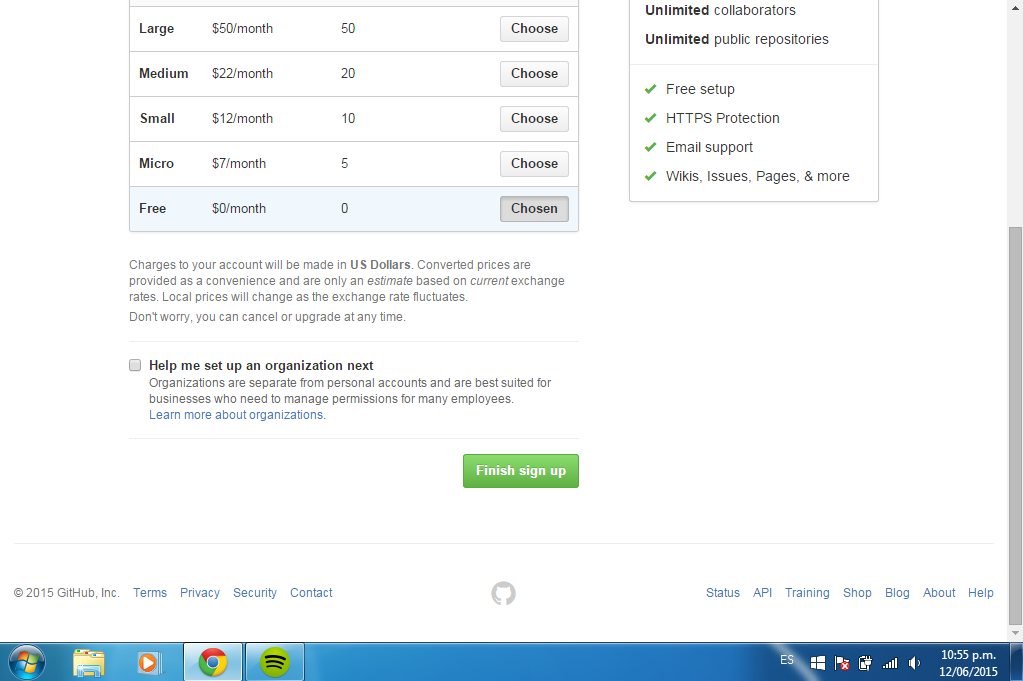 Large $50/month 50 Choose
Medium $22/month 20 Choose
Small $12/month 10 Choose
Micro $7/month 5 Choose
Free $0/month 0 Chosen
Charges to your account will be made in US Dollars. Converted prices are
provided as a convenience and are only an estimate based on current exchange
rates. Local prices will change as the exchange rate fluctuates.
Don't worry, you can cancel or upgrade at any time.
Help me set up an organization next
Organizations are separate from personal accounts and are best suited for
businesses who need to manage permissions for many employees.
Learn more about organizations.
Finish sign up
Unlimited collaborators
Unlimited public repositories
Free setup
HTTPS Protection
Email support
Wikis, Issues, Pages, & more
© 2015 GitHub, Inc. Terms Privacy Security Contact
Status API Training Shop Blog About Help
ES
10:55 p.m.
12/06/2015